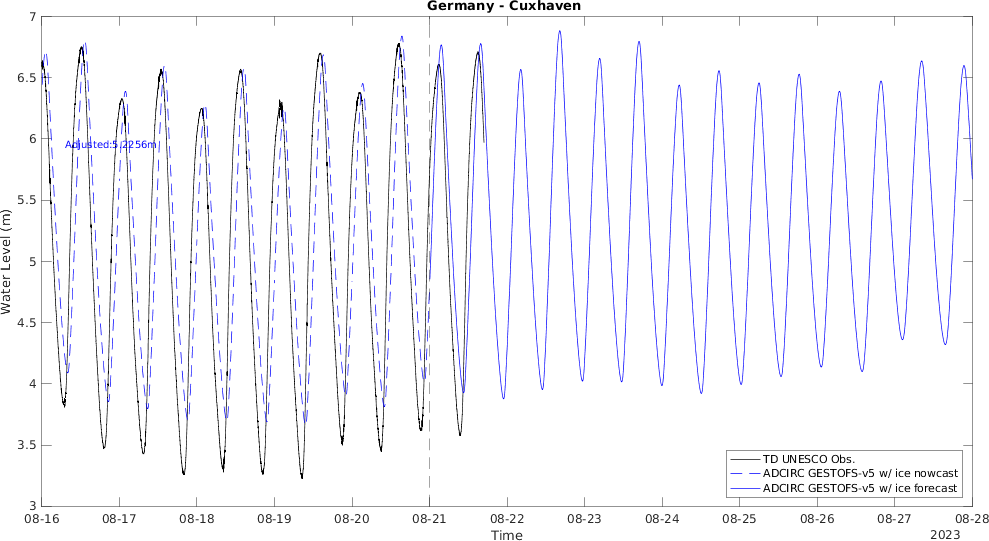 Germany - Cuxhaven
Water Level (m)
7
6.5
6
5.5
5
4.5
4
3.5
3
Adjusted:5.2256m
TD UNESCO Obs.
ADCIRC GESTOFS-v5 w/ ice nowcast
ADCIRC GESTOFS-v5 w/ ice forecast
08-16 08-17 08-18 08-19 08-20 08-21 08-22 08-23 08-24 08-25 08-26 08-27 08-28
Time
2023